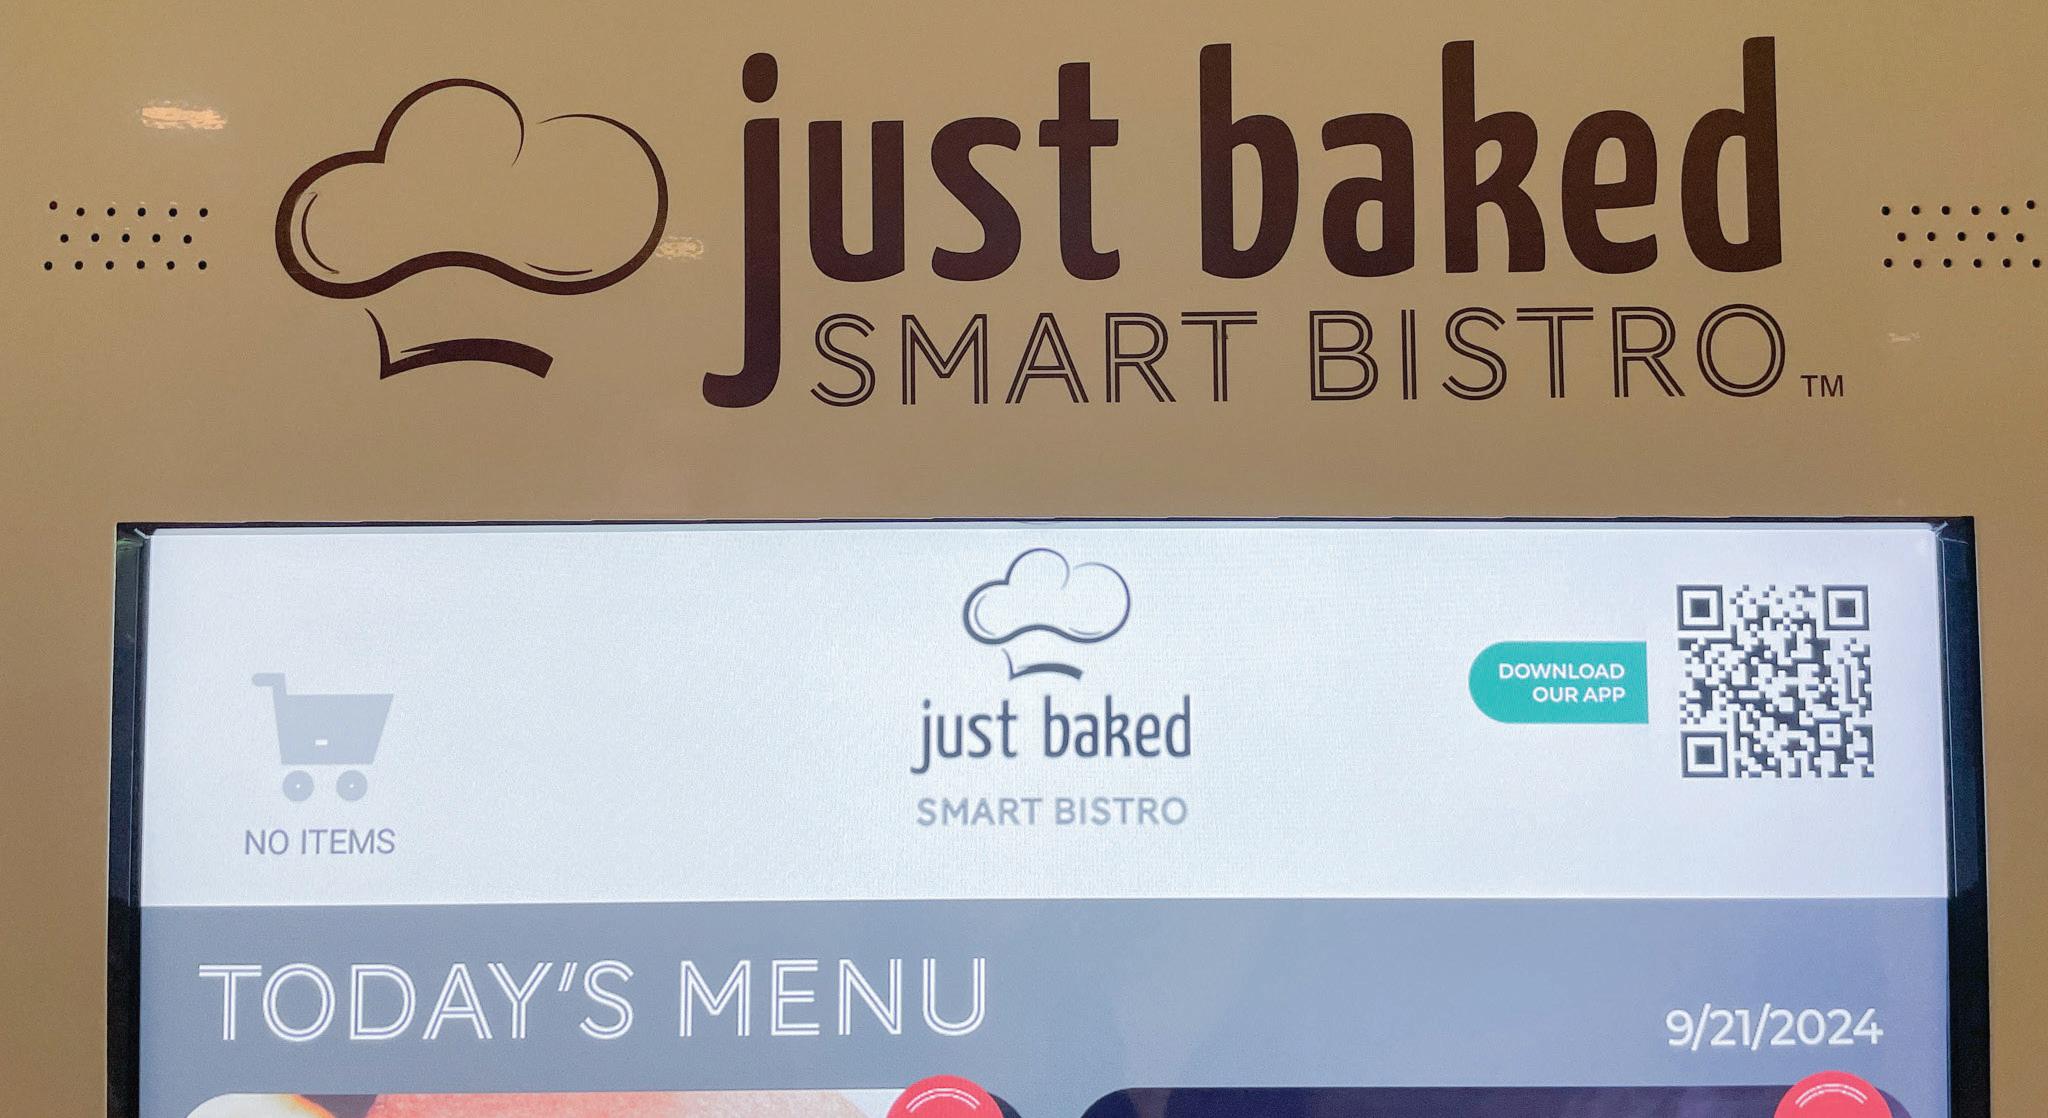 just baked
SMART BISTRO™
just baked
SMART BISTRO
DOWNLOAD
OUR APP
NO ITEMS
TODAY'S MENU
9/21/2024